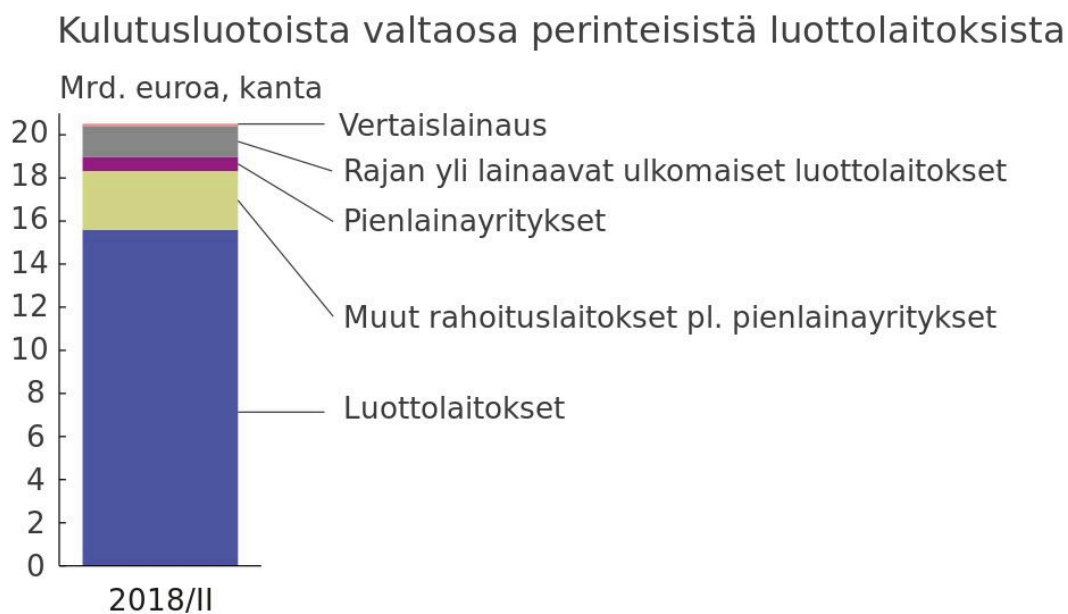 Kulutusluotoista valtaosa perinteisistä luottolaitoksista
Mrd. euroa, kanta
20
18
16
14
12
10
8
6
4
2
0
Vertaislainaus
Rajan yli lainaavat ulkomaiset luottolaitokset
Pienlainayritykset
Muut rahoituslaitokset pl. pienlainayritykset
Luottolaitokset
2018/II